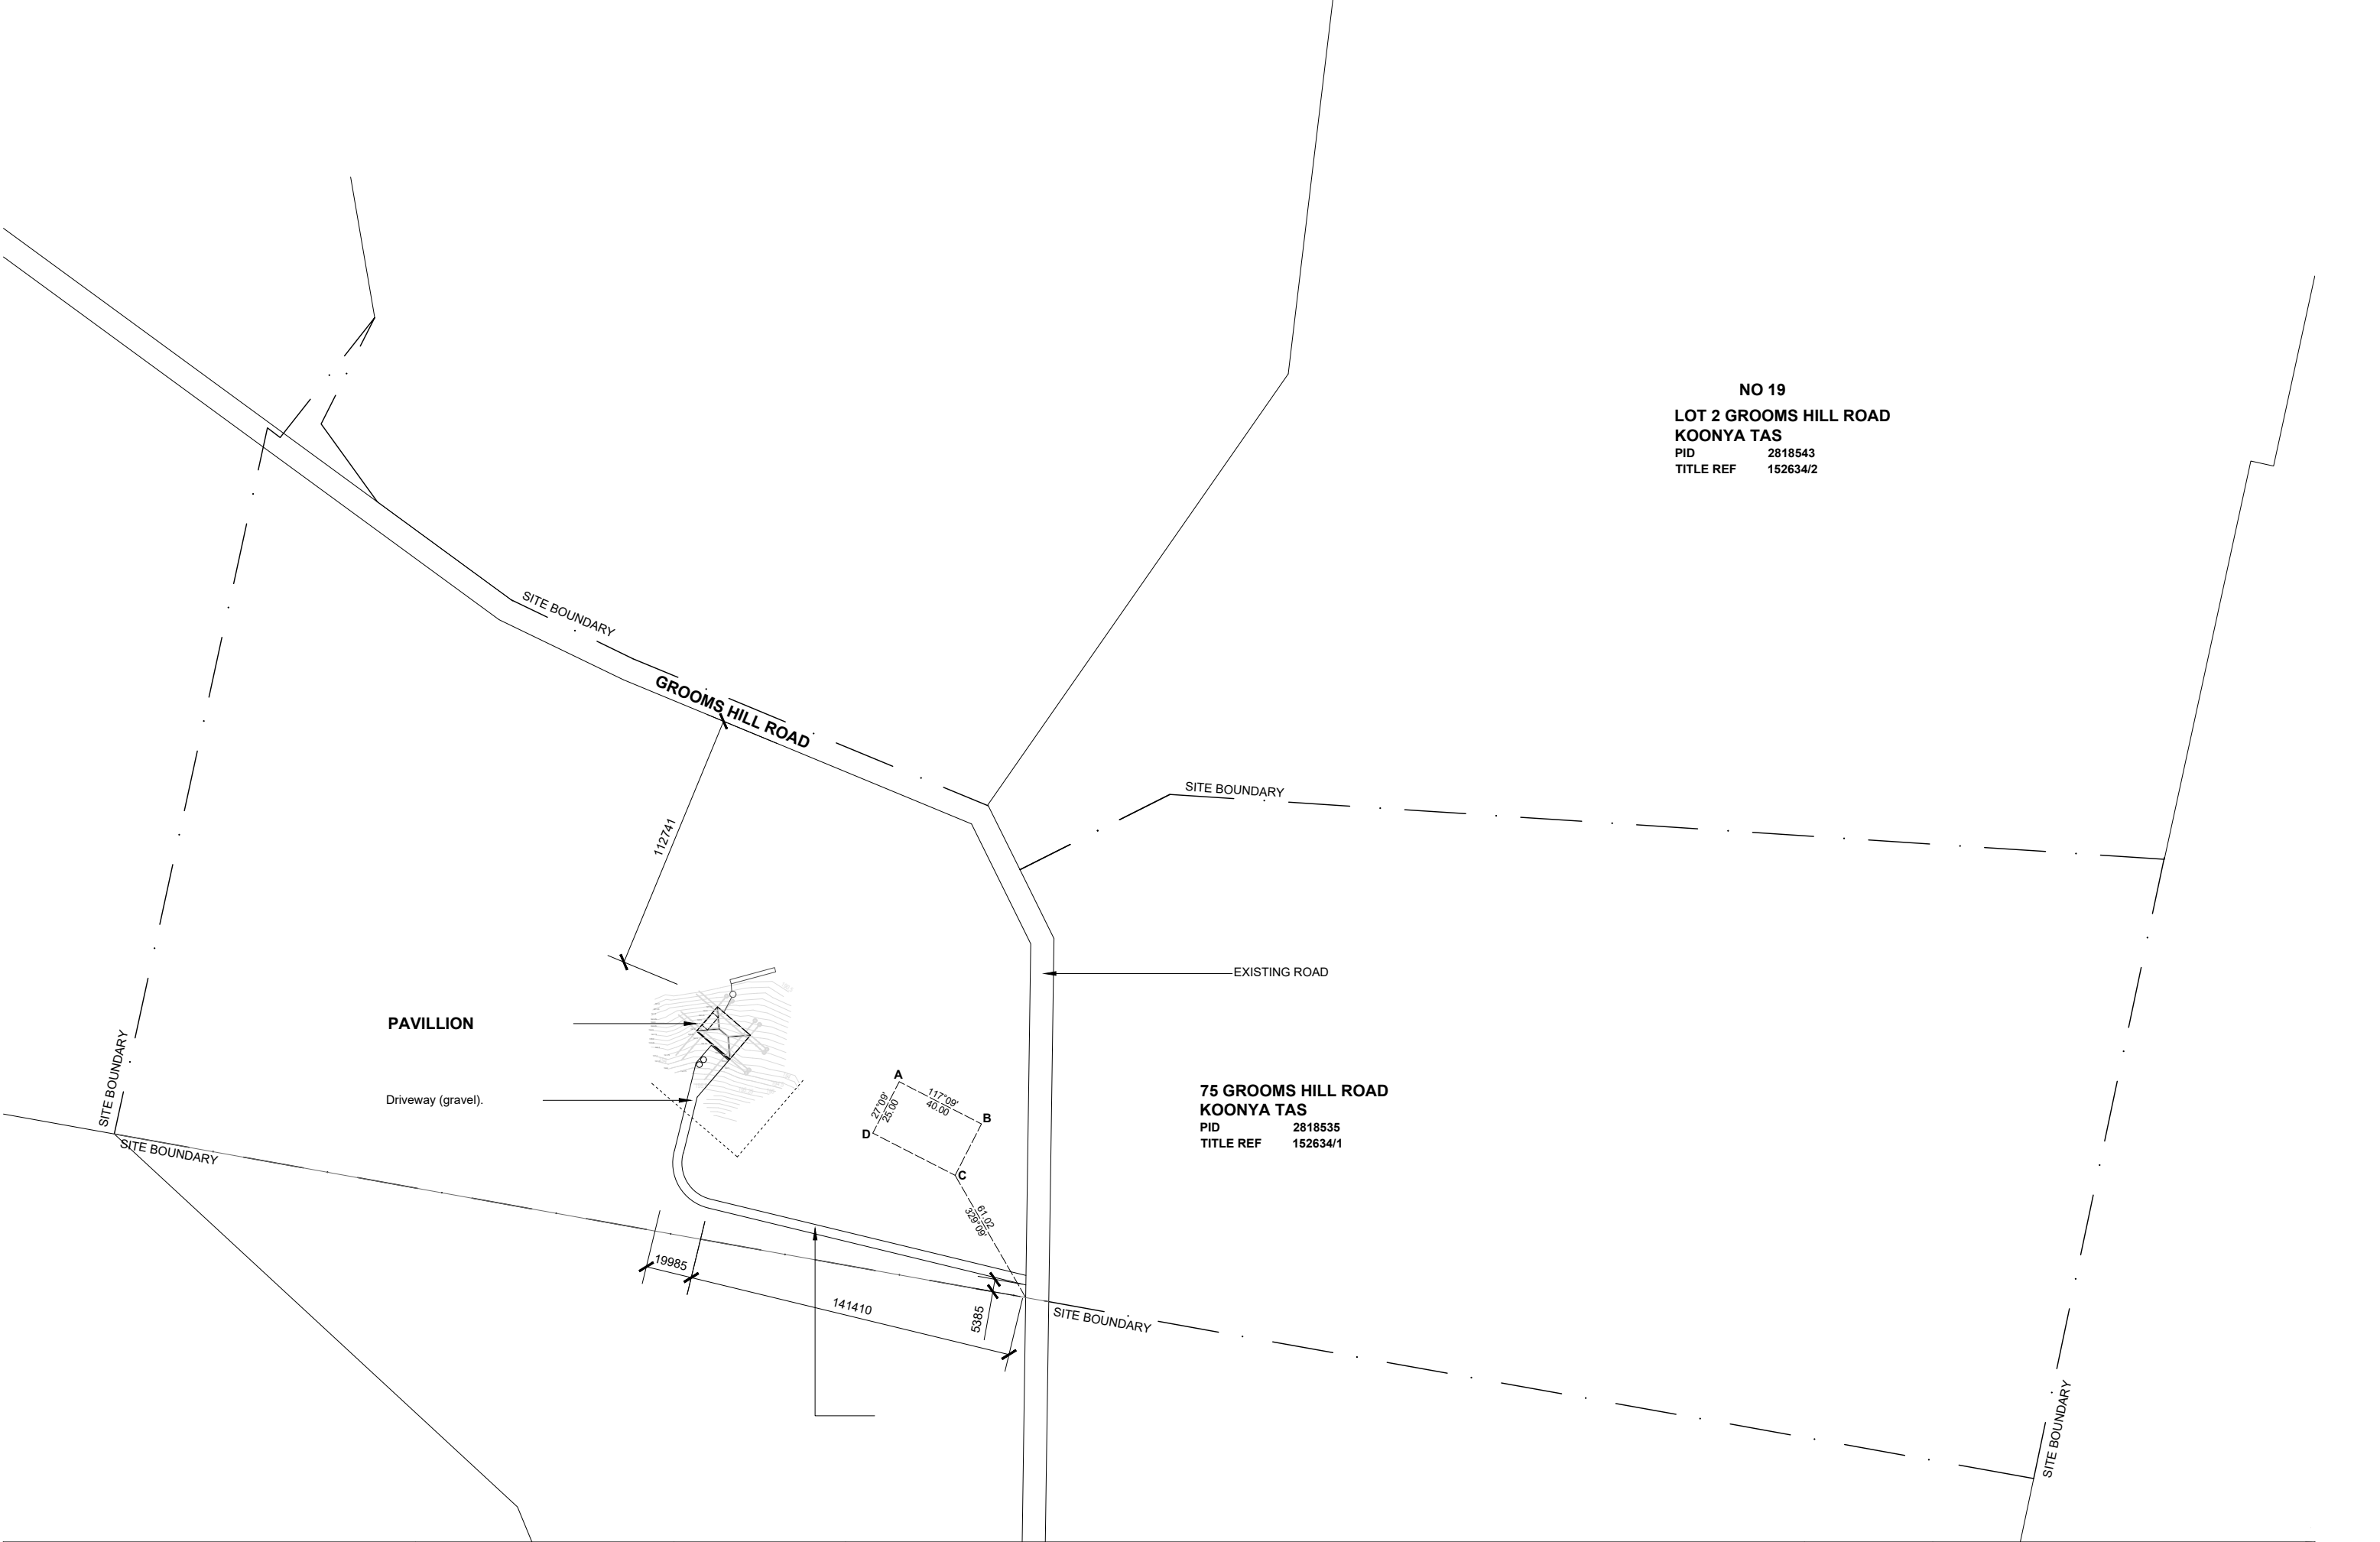 NO 19
LOT 2 GROOMS HILL ROAD
KOONYA TAS
PID 2818543
TITLE REF 152634/2
SITE BOUNDARY
GROOMS HILL ROAD
SITE BOUNDARY
112741
EXISTING ROAD
PAVILLION
SITE BOUNDARY
Driveway (gravel).
A
117°09'
40.00
B
27°09'
25.00
D
C
75 GROOMS HILL ROAD
KOONYA TAS
PID 2818535
TITLE REF 152634/1
SITE BOUNDARY
61.02
329°09'
19985
141410
5385
SITE BOUNDARY
SITE BOUNDARY